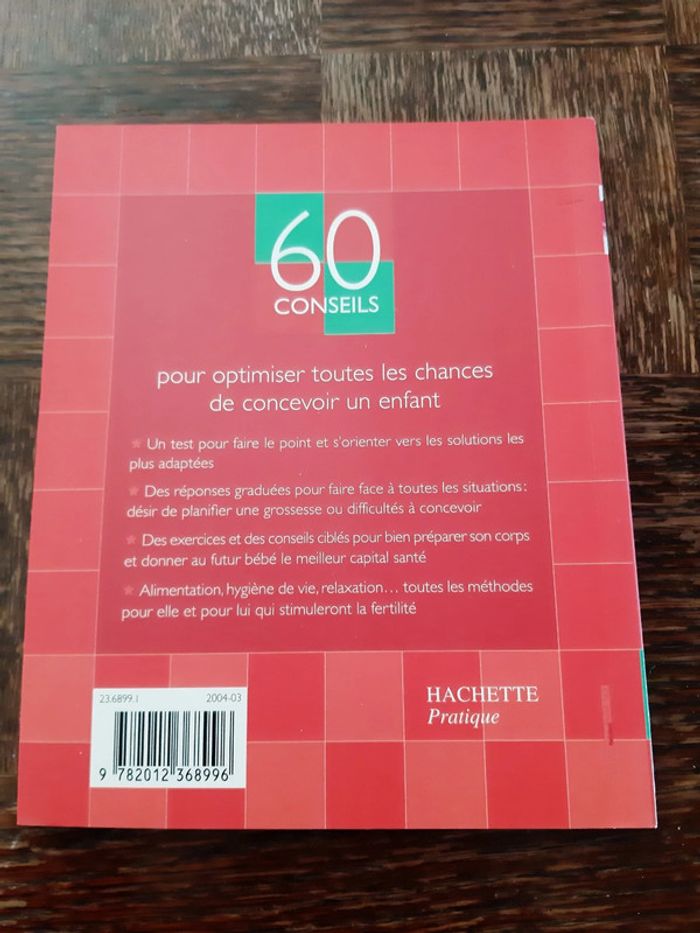 60
CONSEILS
pour optimiser toutes les chances
de concevoir un enfant
★ Un test pour faire le point et s'orienter vers les solutions les
plus adaptées
★ Des réponses graduées pour faire face à toutes les situations :
désir de planifier une grossesse ou difficultés à concevoir
★ Des exercices et des conseils ciblés pour bien préparer son corps
et donner au futur bébé le meilleur capital santé
★ Alimentation, hygiène de vie, relaxation… toutes les méthodes
pour elle et pour lui qui stimuleront la fertilité
23.6899.1 2004-03
9 782012 368996
HACHETTE
Pratique